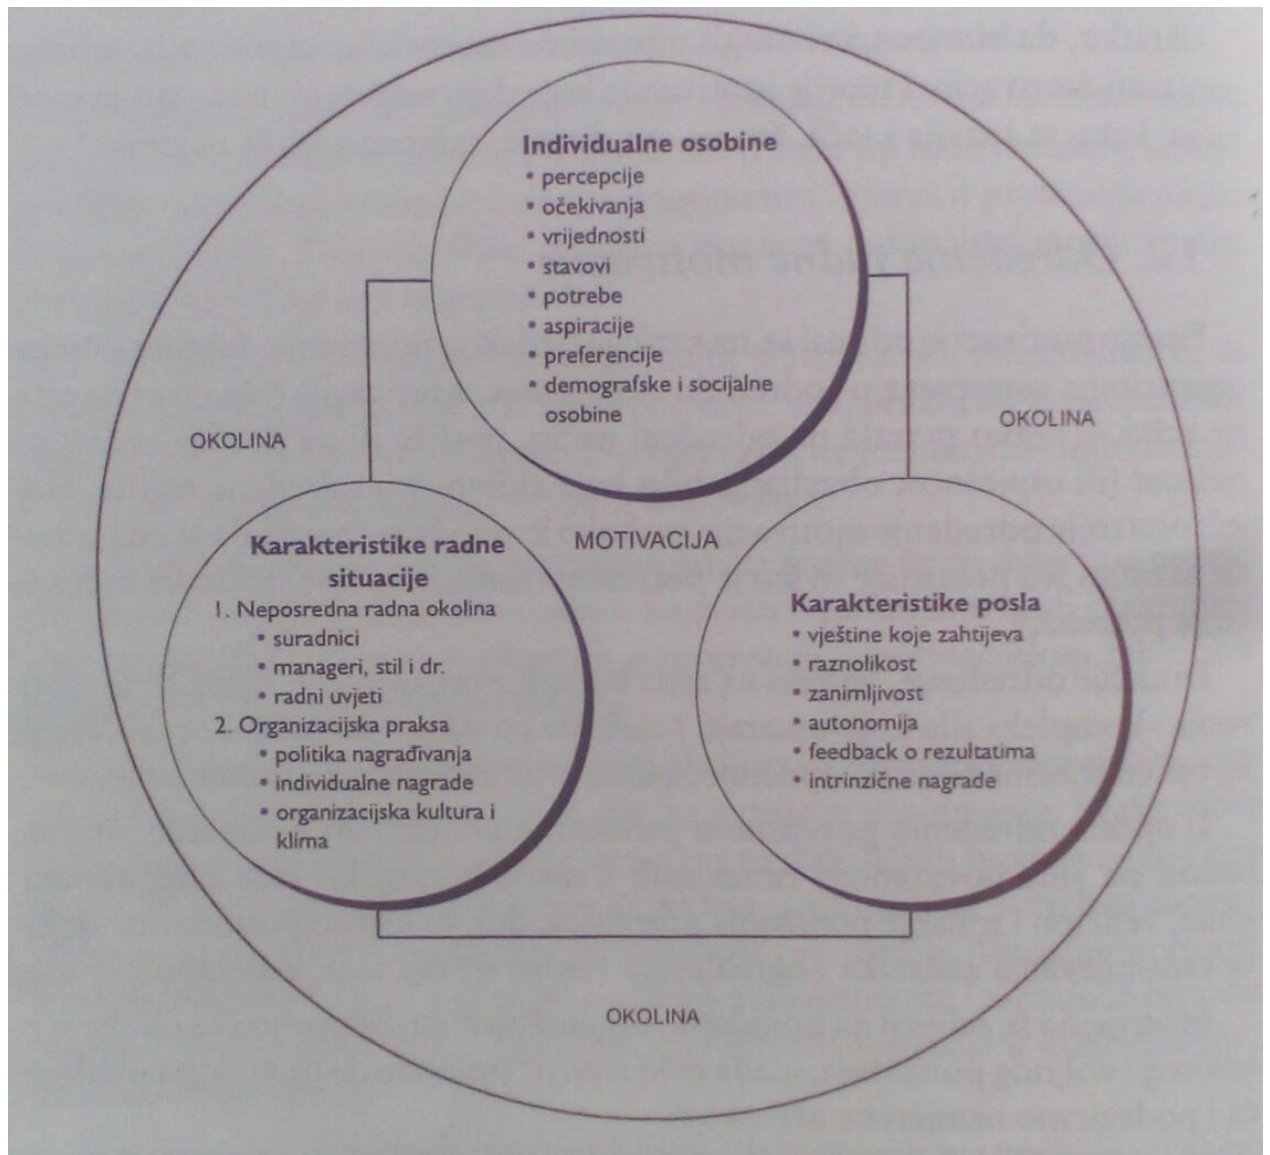 Individualne osobine
• percepcije
• očekivanja
• vrijednosti
• stavovi
• potrebe
• aspiracije
• preferencije
• demografske i socijalne
osobine
OKOLINA
OKOLINA
MOTIVACIJA
Karakteristike radne
situacije
1. Neposredna radna okolina
• suradnici
• manageri, stil i dr.
• radni uvjeti
2. Organizacijska praksa
• politika nagrađivanja
• individualne nagrade
• organizacijska kultura i
klima
Karakteristike posla
• vještine koje zahtijeva
• raznolikost
• zanimljivost
• autonomija
• feedback o rezultatima
• intrinzične nagrade
OKOLINA